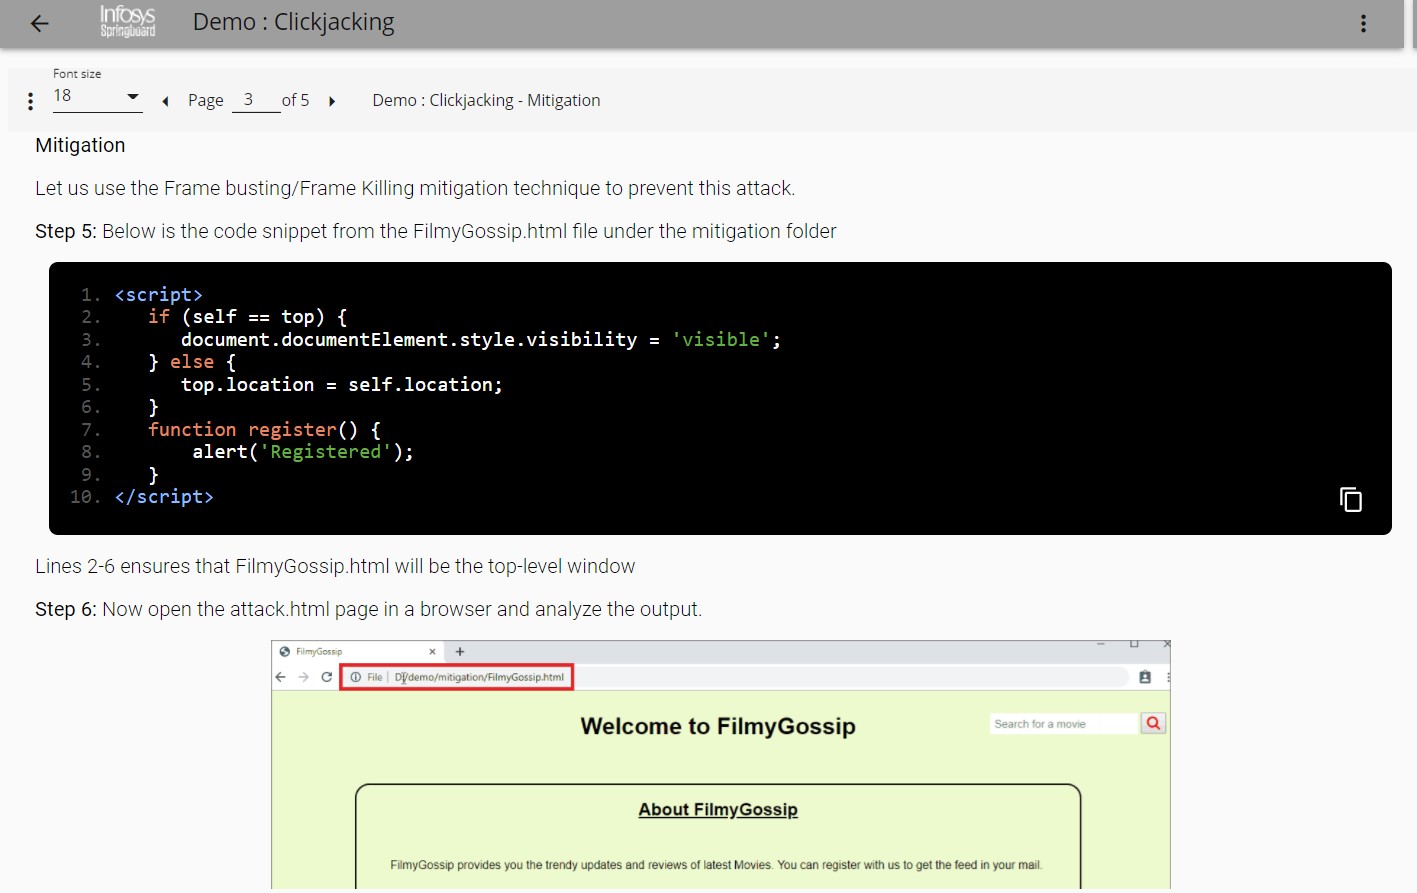 Infosys
Springboard
Demo : Clickjacking
Font size
18
Page 3 of 5
Demo : Clickjacking - Mitigation
Mitigation
Let us use the Frame busting/Frame Killing mitigation technique to prevent this attack.
Step 5: Below is the code snippet from the FilmyGossip.html file under the mitigation folder
1. <script>
2. if (self == top) {
3. document.documentElement.style.visibility = 'visible';
4. } else {
5. top.location = self.location;
6. }
7. function register() {
8. alert('Registered');
9. }
10. </script>
Lines 2-6 ensures that FilmyGossip.html will be the top-level window
Step 6: Now open the attack.html page in a browser and analyze the output.
FilmyGossip
File | D:/demo/mitigation/FilmyGossip.html
Welcome to FilmyGossip
Search for a movie
About FilmyGossip
FilmyGossip provides you the trendy updates and reviews of latest Movies. You can register with us to get the feed in your mail.